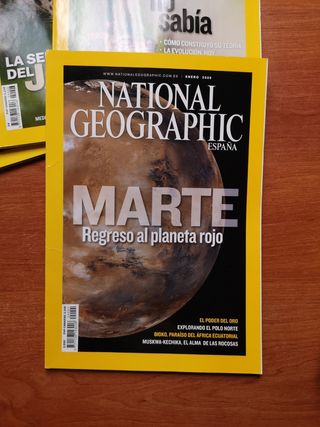 sabía
• CÓMO CONSTRUYÓ SU TEORÍA
• LA EVOLUCIÓN, HOY
LA SE
DEL J
WWW.NATIONALGEOGRAPHIC.COM.ES | ENERO 2009
NATIONAL
GEOGRAPHIC
ESPAÑA
MARTE
Regreso al planeta rojo
EL PODER DEL ORO
EXPLORANDO EL POLO NORTE
BIOKO, PARAÍSO DEL ÁFRICA ECUATORIAL
MUSKWA-KECHIKA, EL ALMA DE LAS ROCOSAS